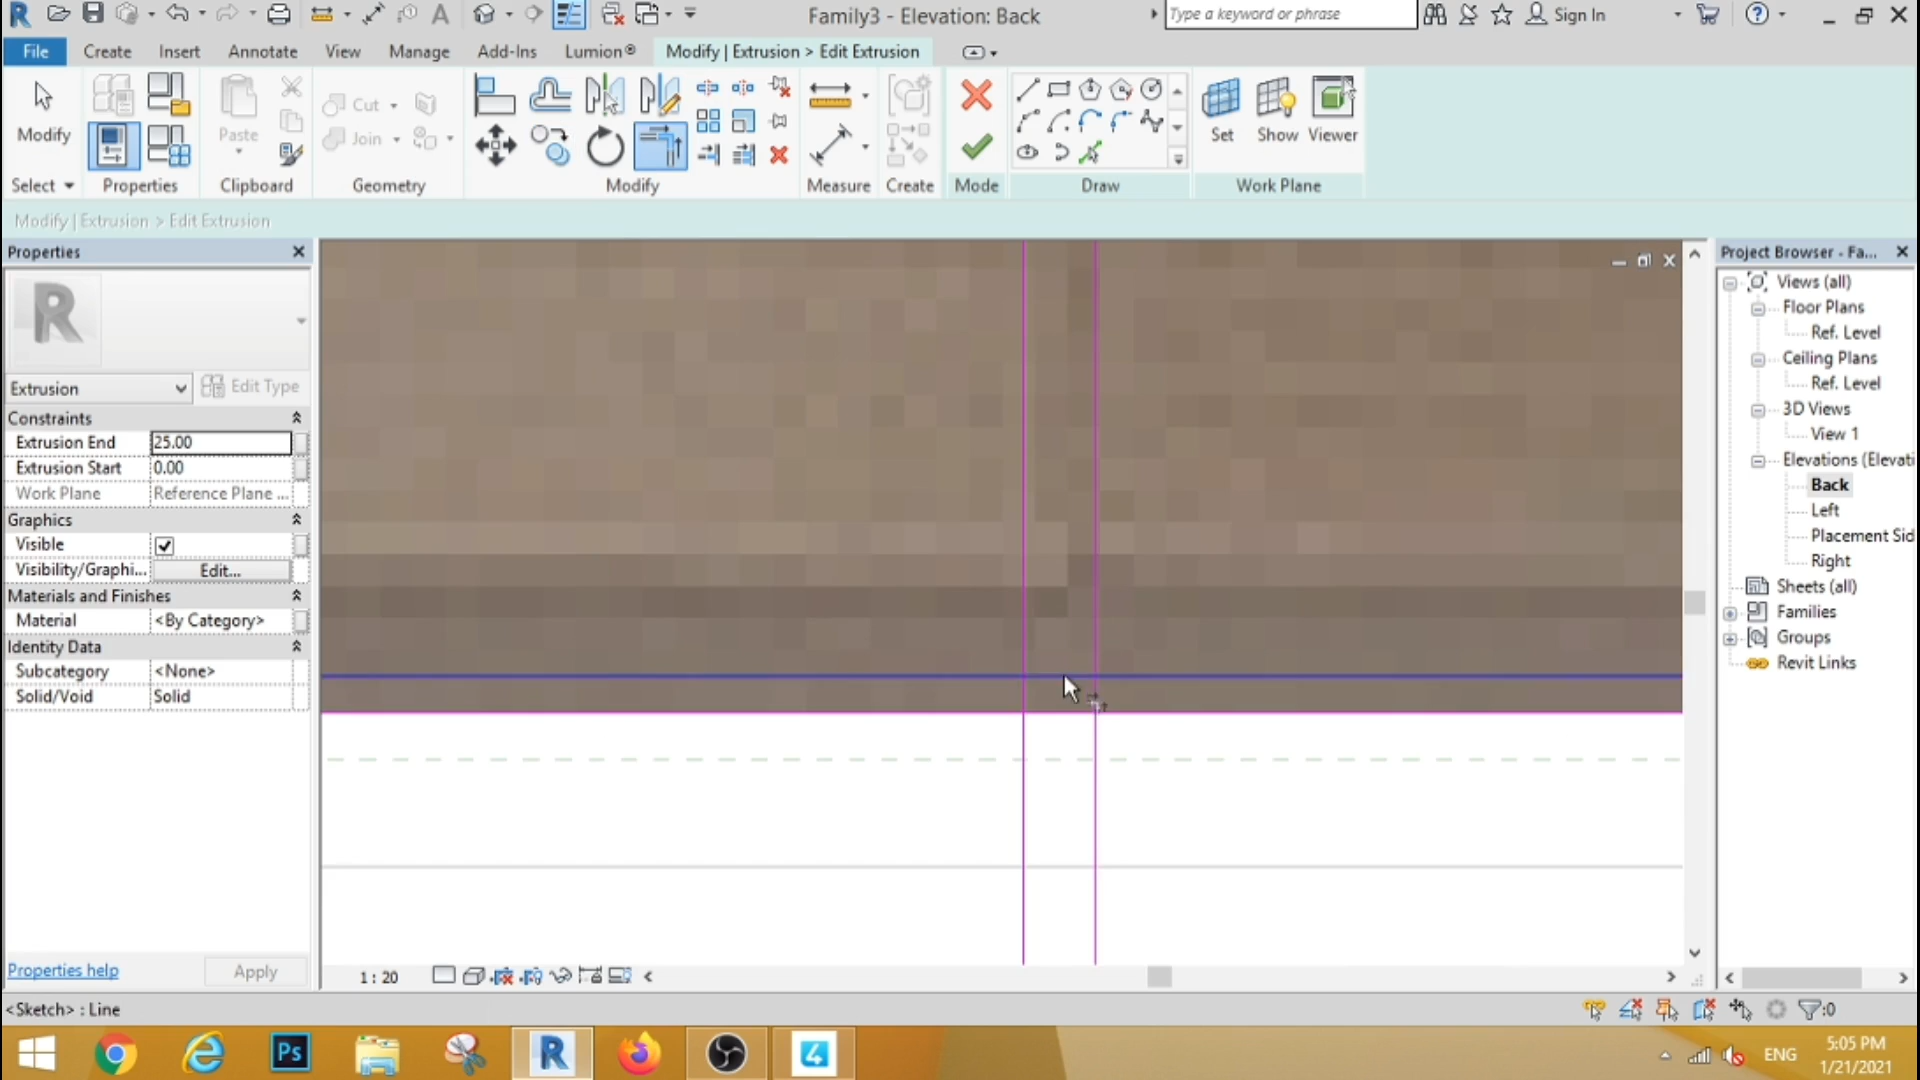 Family3 - Elevation: Back
Type a keyword or phrase
Sign In
File
Create
Insert
Annotate
View
Manage
Add-Ins
Lumion®
Modify | Extrusion > Edit Extrusion
Modify
Paste
Cut
Join
Set
Show
Viewer
Select
Properties
Clipboard
Geometry
Modify
Measure
Create
Mode
Draw
Work Plane
Modify | Extrusion > Edit Extrusion
Properties
R
Extrusion
Edit Type
Constraints
Extrusion End 25.00
Extrusion Start 0.00
Work Plane Reference Plane ...
Graphics
Visible
Visibility/Graphi... Edit...
Materials and Finishes
Material <By Category>
Identity Data
Subcategory <None>
Solid/Void Solid
Properties help
Apply
1 : 20
Project Browser - Fa...
Views (all)
Floor Plans
Ref. Level
Ceiling Plans
Ref. Level
3D Views
View 1
Elevations (Elevati
Back
Left
Placement Sid
Right
Sheets (all)
Families
Groups
Revit Links
<Sketch> : Line
:0
Ps
R
4
ENG
5:05 PM
1/21/2021